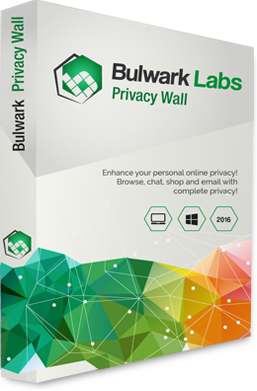 Bulwark Labs
Privacy Wall
Enhance your personal online privacy!
Browse, chat, shop and email with
complete privacy!
2016
Bulwark Privacy Wall